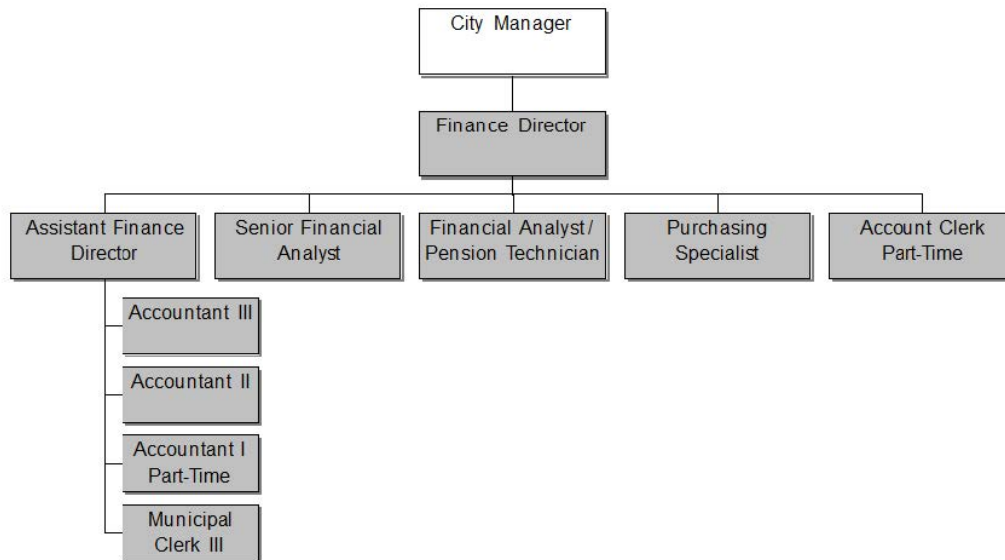 City Manager
Finance Director
Assistant Finance
Director
Senior Financial
Analyst
Financial Analyst/
Pension Technician
Purchasing
Specialist
Account Clerk
Part-Time
Accountant III
Accountant II
Accountant I
Part-Time
Municipal
Clerk III